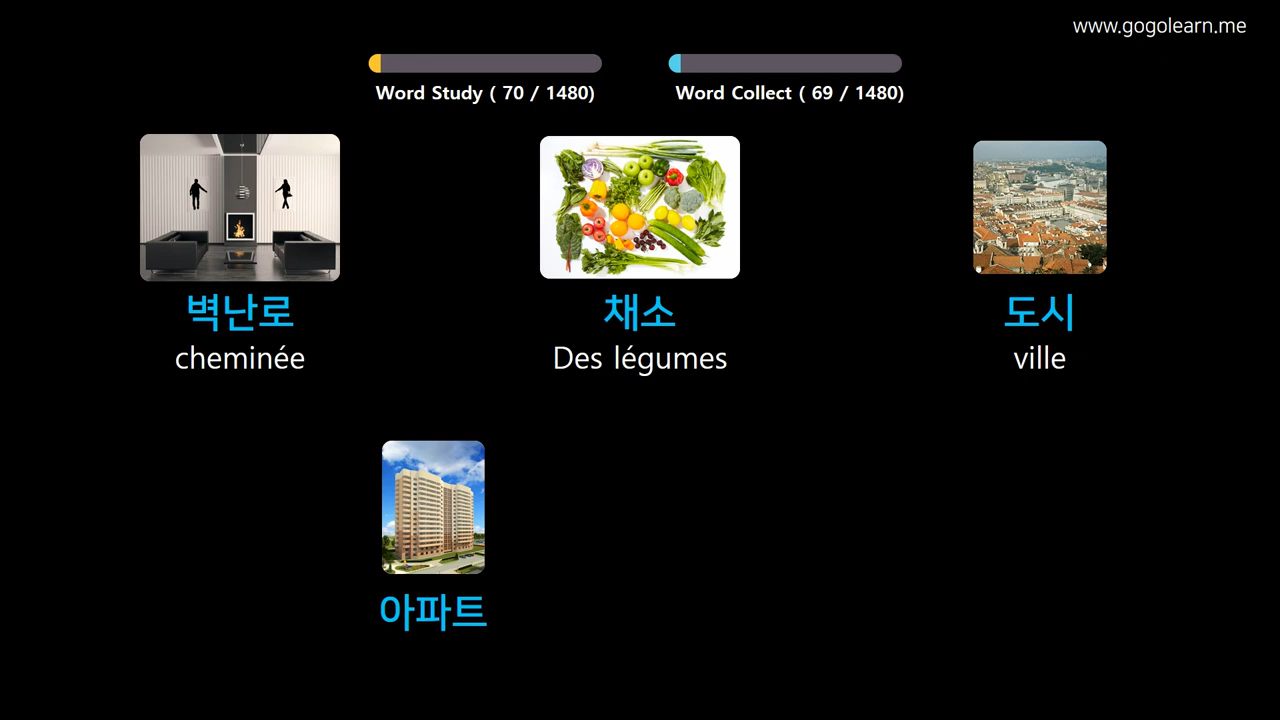 www.gogolearn.me
Word Study ( 70 / 1480)
Word Collect ( 69 / 1480)
벽난로
cheminée
채소
Des légumes
도시
ville
아파트